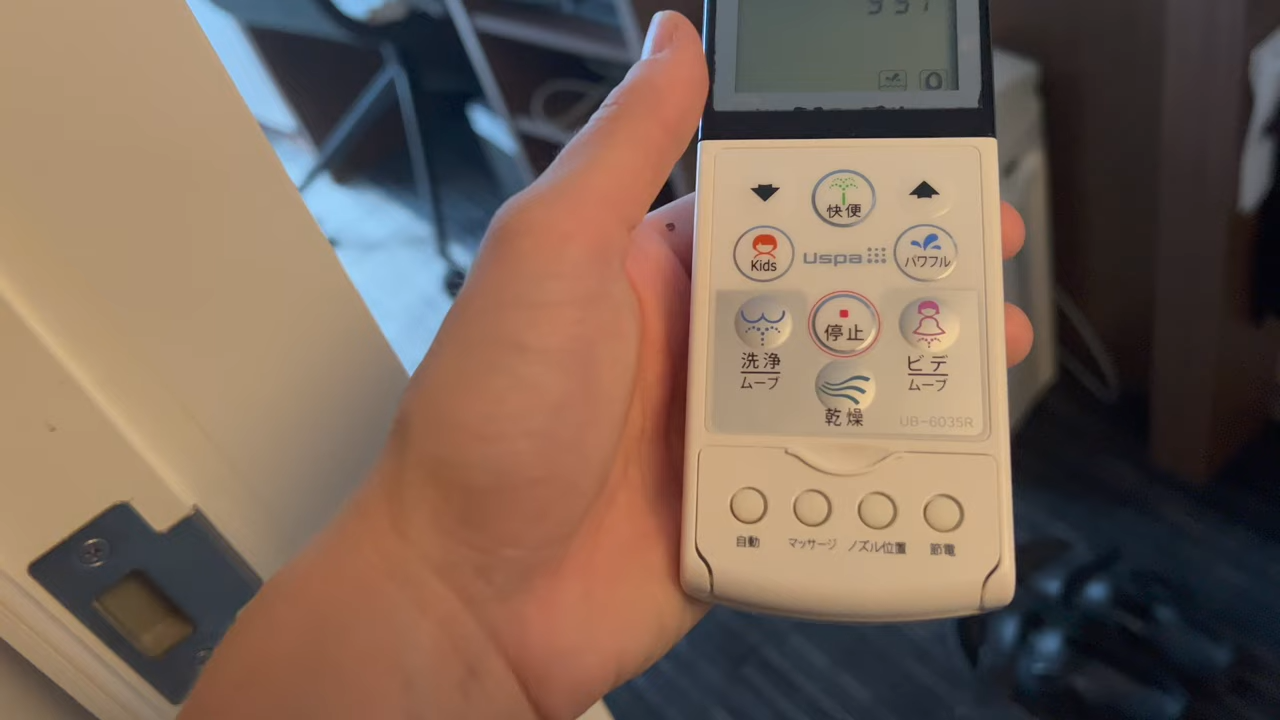 快便
Kids
uspa
パワフル
停止
洗浄
ムーブ
ビデ
ムーブ
乾燥
UB-6035R
自動
マッサージ
ノズル位置
節電